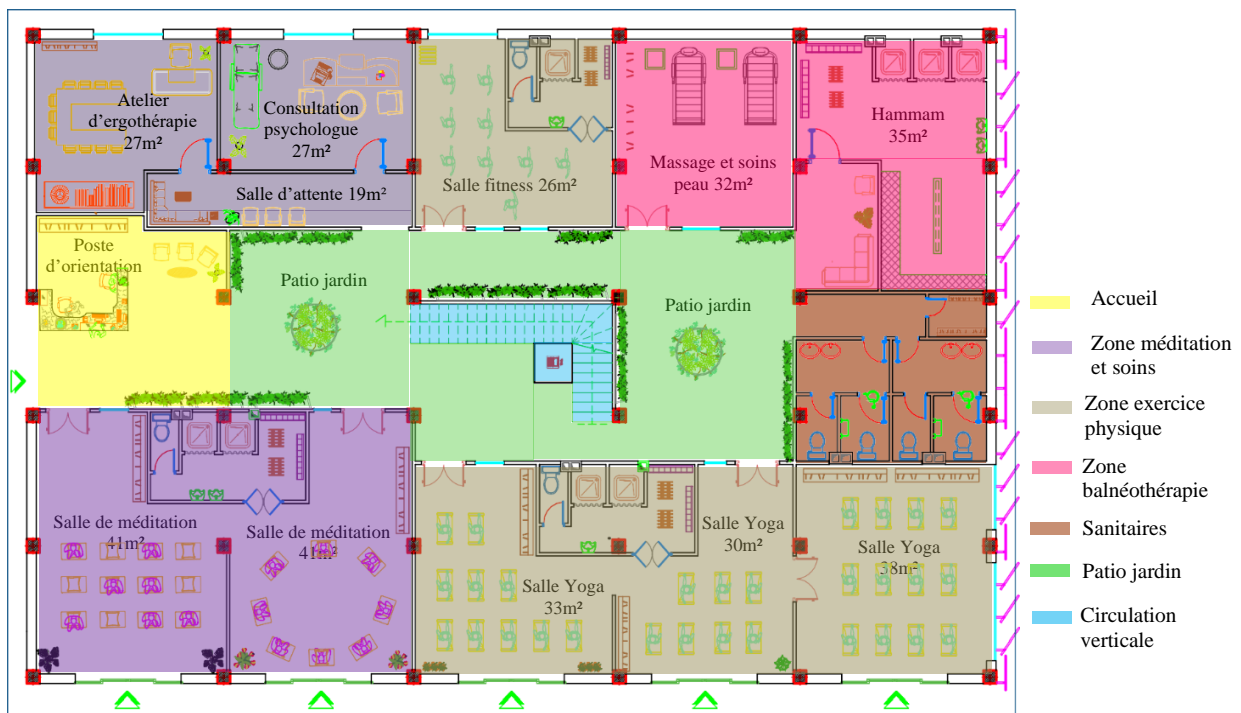 Atelier
d'ergothérapie
27m²
Consultation
psychologue
27m²
Salle d'attente 19m²
Salle fitness 26m²
Massage et soins
peau 32m²
Hammam
35m²
Poste
d'orientation
Patio jardin
Patio jardin
Salle de méditation
41m²
Salle de méditation
41m²
Salle Yoga
33m²
Salle Yoga
30m²
Salle Yoga
38m²
Accueil
Zone méditation
et soins
Zone exercice
physique
Zone
balnéothérapie
Sanitaires
Patio jardin
Circulation
verticale